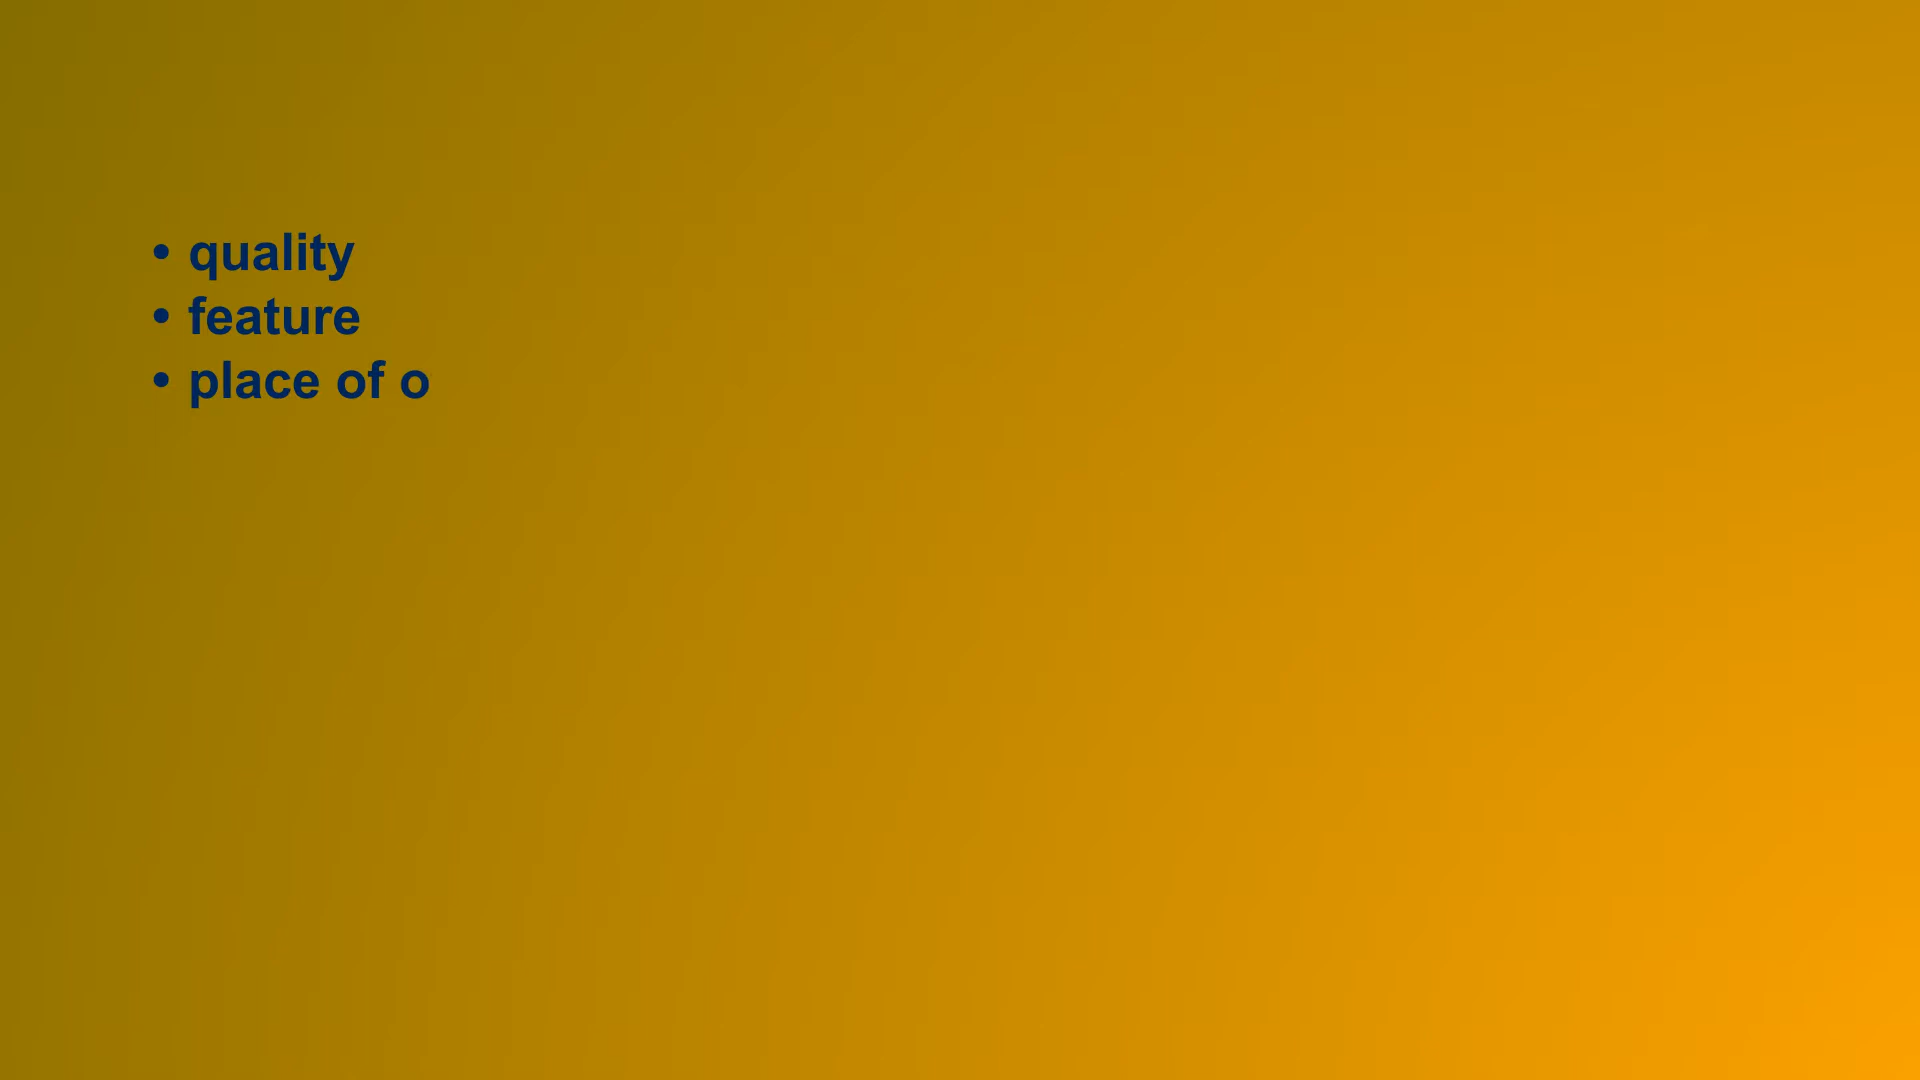 • quality
• feature
• place of o